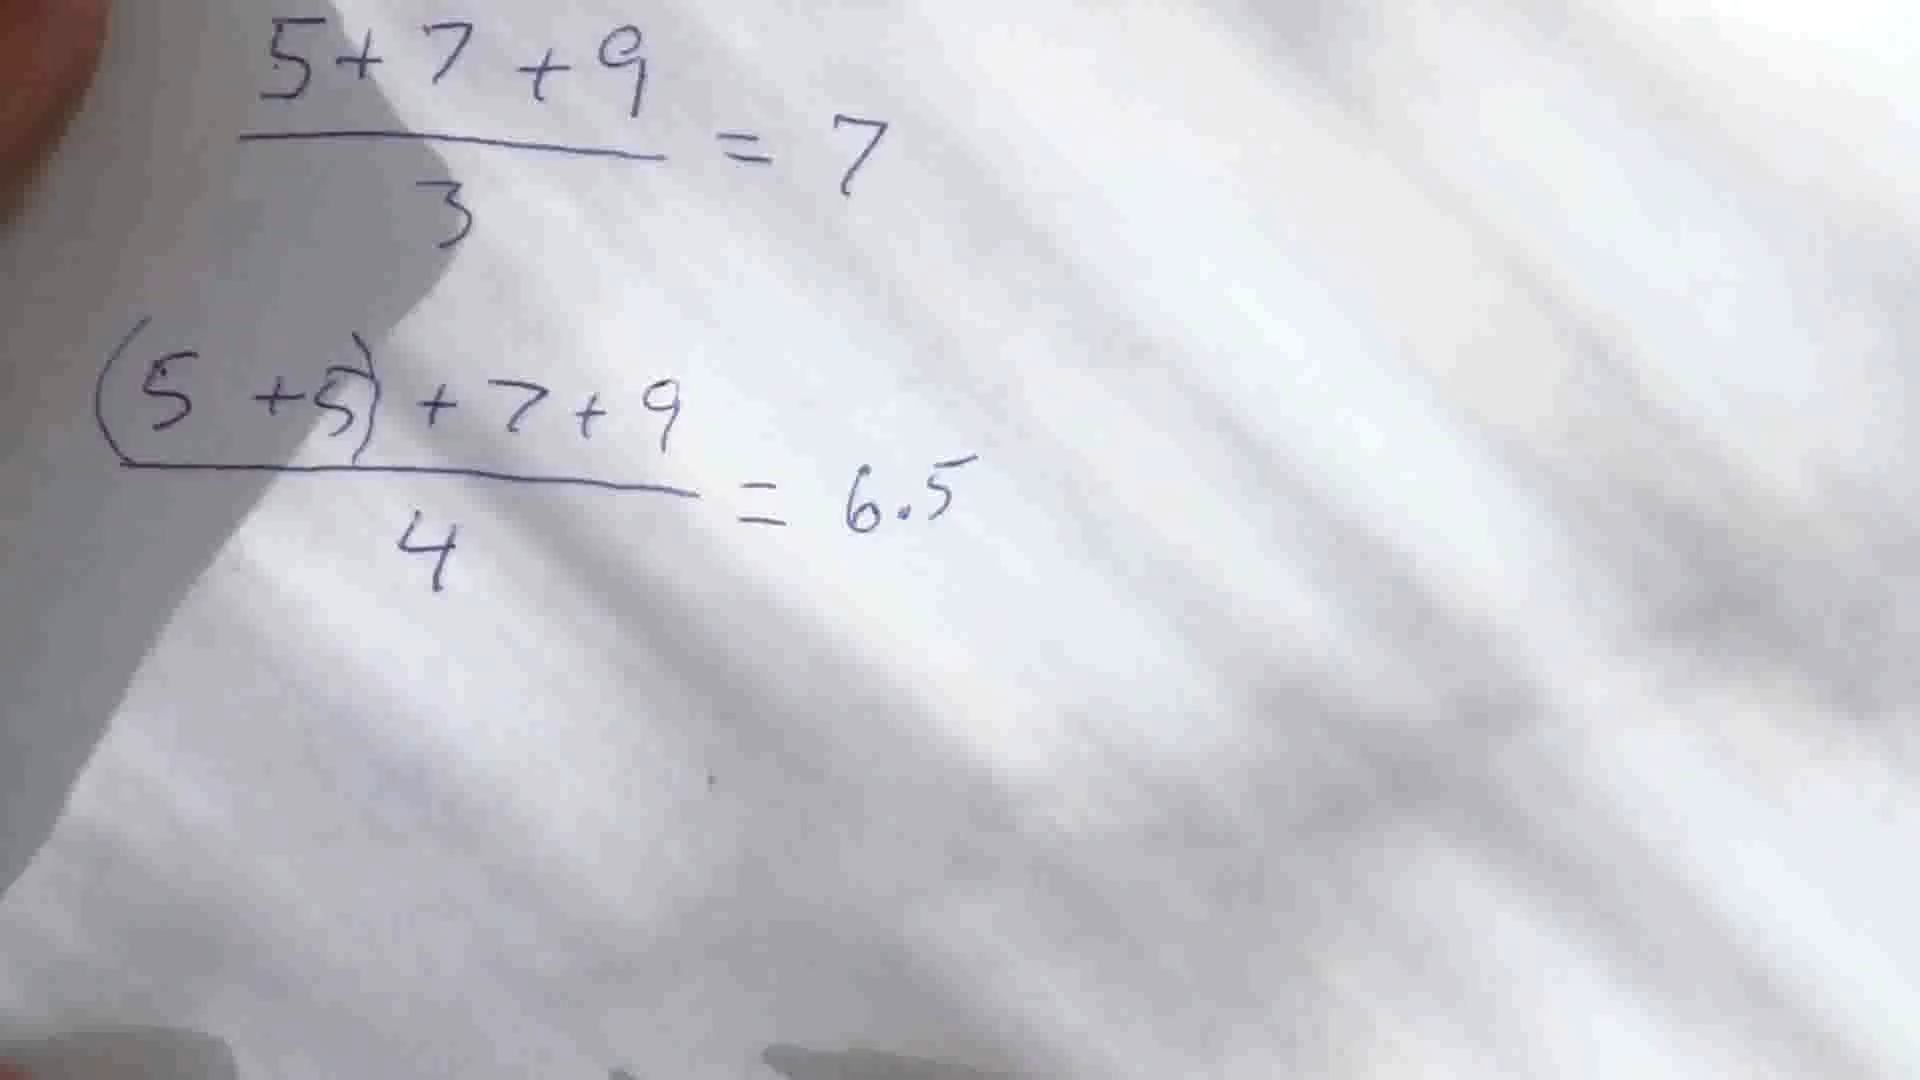 5 + 7 + 9
= 7
3
(5 + 5) + 7 + 9
= 6.5
4